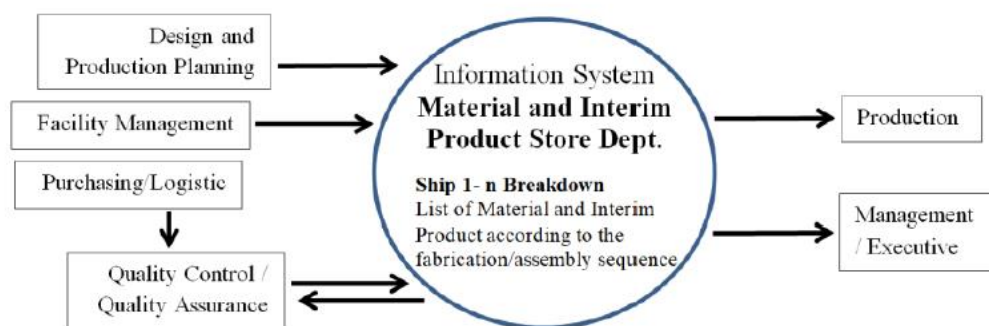 Design and
Production Planning
Facility Management
Purchasing/Logistic
Quality Control /
Quality Assurance
Information System
Material and Interim
Product Store Dept.
Ship 1- n Breakdown
List of Material and Interim
Product according to the
fabrication/assembly sequence
Production
Management
/ Executive